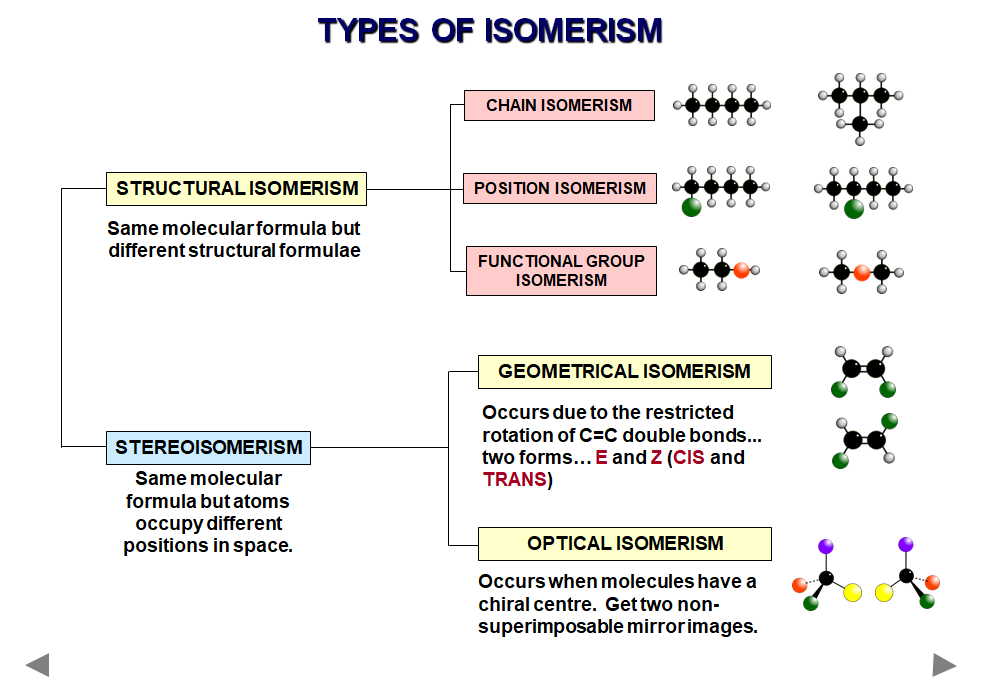 TYPES OF ISOMERISM
CHAIN ISOMERISM
STRUCTURAL ISOMERISM
POSITION ISOMERISM
Same molecular formula but
different structural formulae
FUNCTIONAL GROUP
ISOMERISM
GEOMETRICAL ISOMERISM
Occurs due to the restricted
rotation of C=C double bonds...
two forms… E and Z (CIS and
TRANS)
STEREOISOMERISM
Same molecular
formula but atoms
occupy different
positions in space.
OPTICAL ISOMERISM
Occurs when molecules have a
chiral centre. Get two non-
superimposable mirror images.